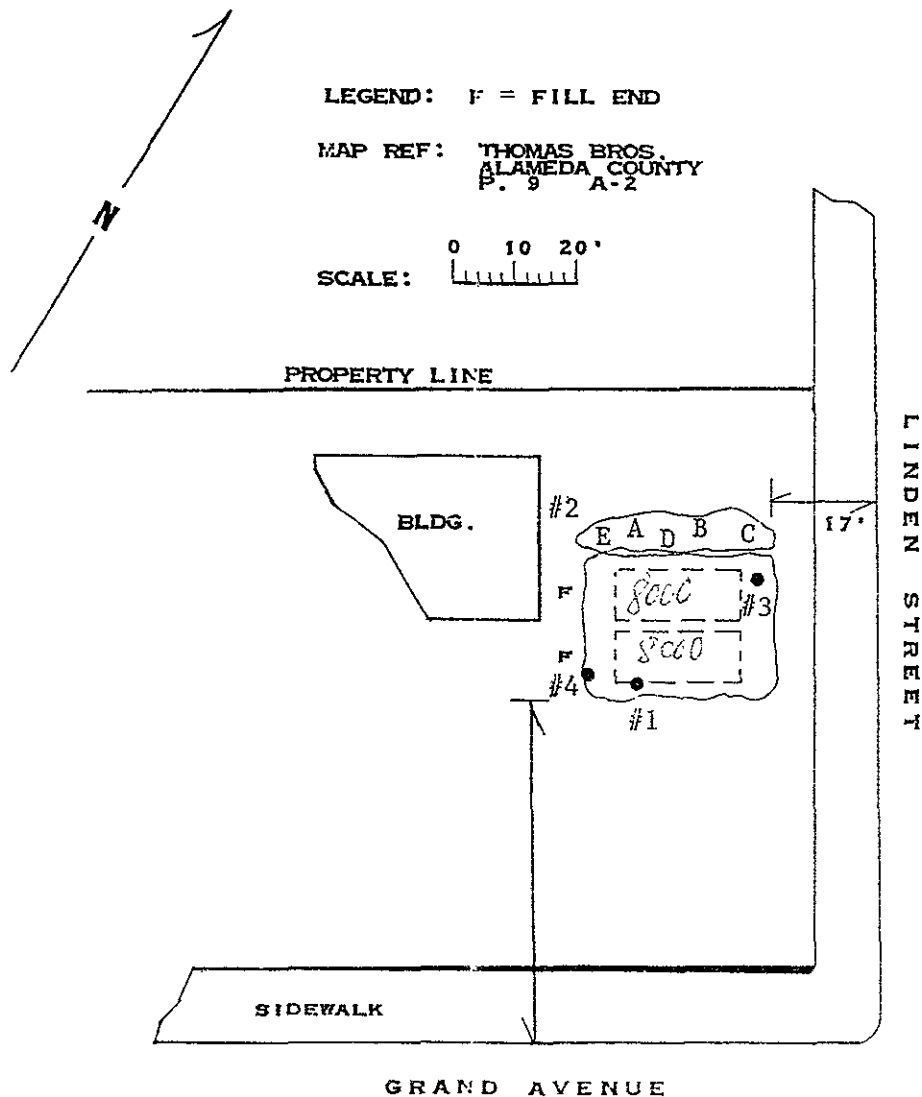 LEGEND: F = FILL END
MAP REF: THOMAS BROS.
ALAMEDA COUNTY
P. 9 A-2
N
0 10 20'
SCALE:
PROPERTY LINE
LINDEN STREET
BLDG.
#2
E A D B C
17'
F
8000
#3
F
8000
#4
#1
SIDEWALK
GRAND AVENUE